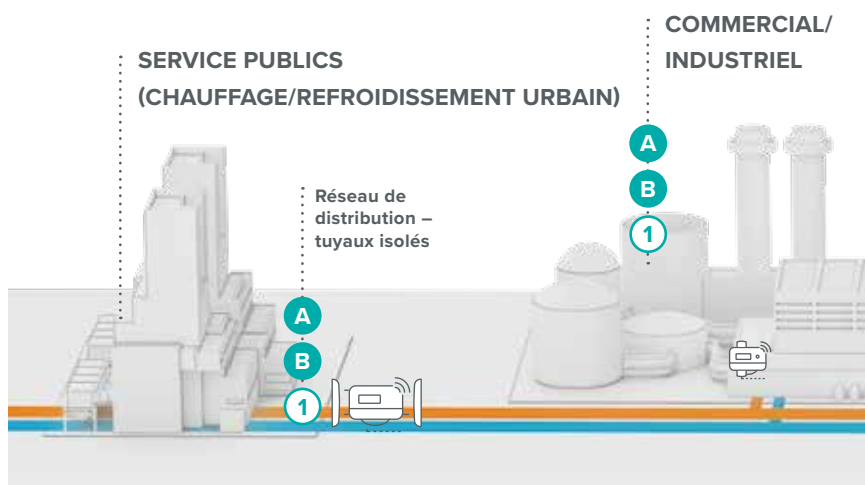 COMMERCIAL/
INDUSTRIEL
SERVICE PUBLICS
(CHAUFFAGE/REFROIDISSEMENT URBAIN)
A
B
1
Réseau de
distribution –
tuyaux isolés
A
B
1